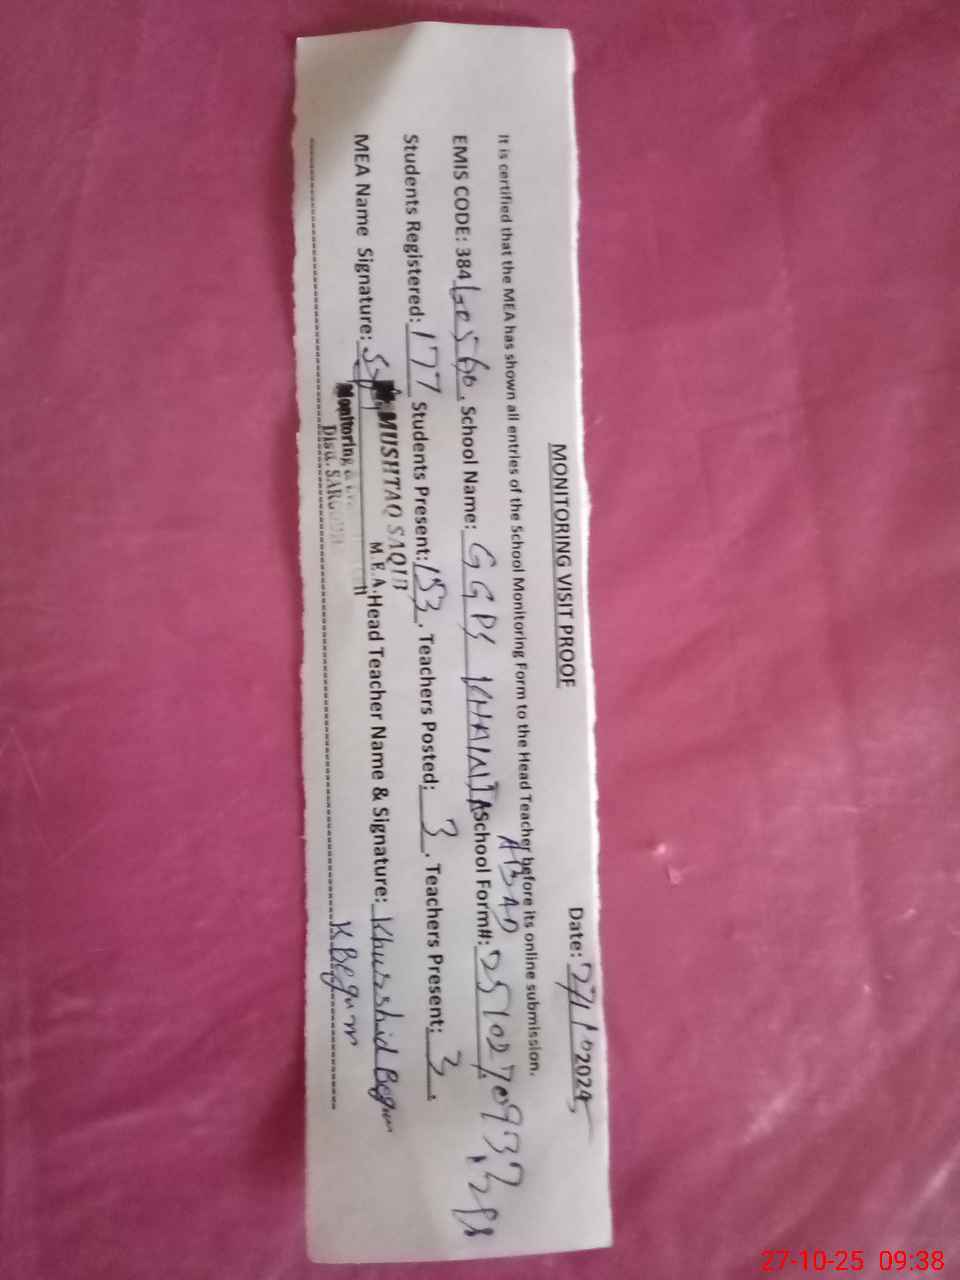 MONITORING VISIT PROOF
Date: 27/10 2025
It is certified that the MEA has shown all entries of the School Monitoring Form to the Head Teacher before its online submission.
EMIS CODE: 384 School Name: GGPS School Form#:
ABAD
Students Registered: 177 Students Present: 153, Teachers Posted: 3, Teachers Present: 3.
MEA Name Signature: MUSHTAQ SAQIB M.E.A. Head Teacher Name & Signature: Khurshid Begum
Monitoring
K Begum
27-10-25 09:38